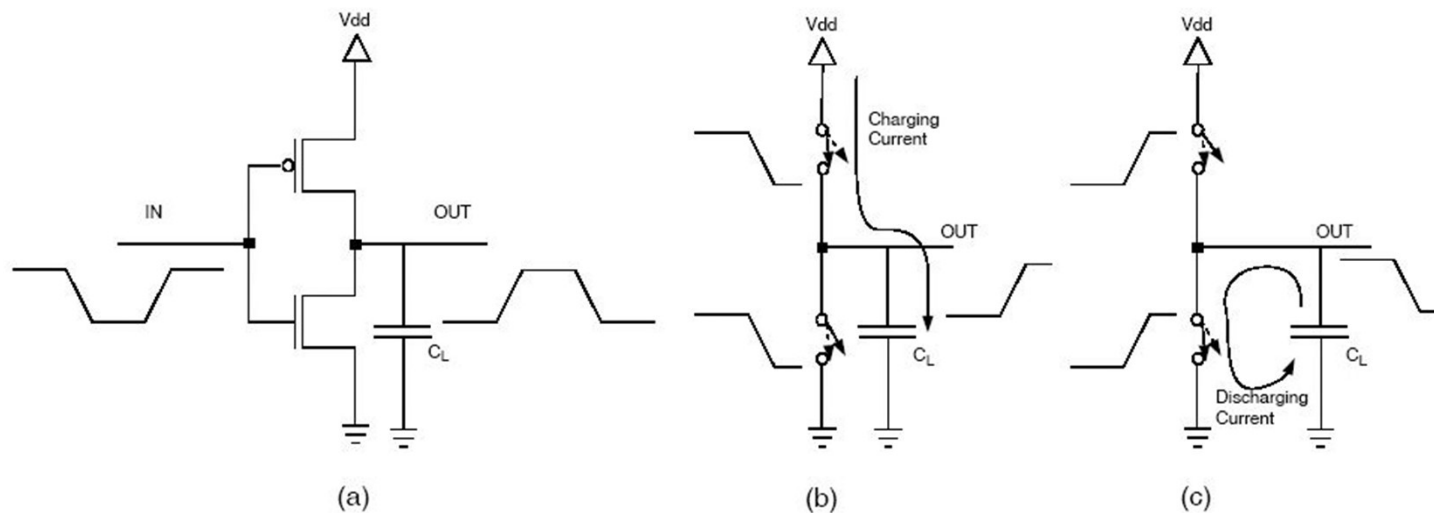 Vdd
IN
OUT
CL
(a)
Vdd
Charging
Current
OUT
CL
(b)
Vdd
OUT
CL
Discharging
Current
(c)